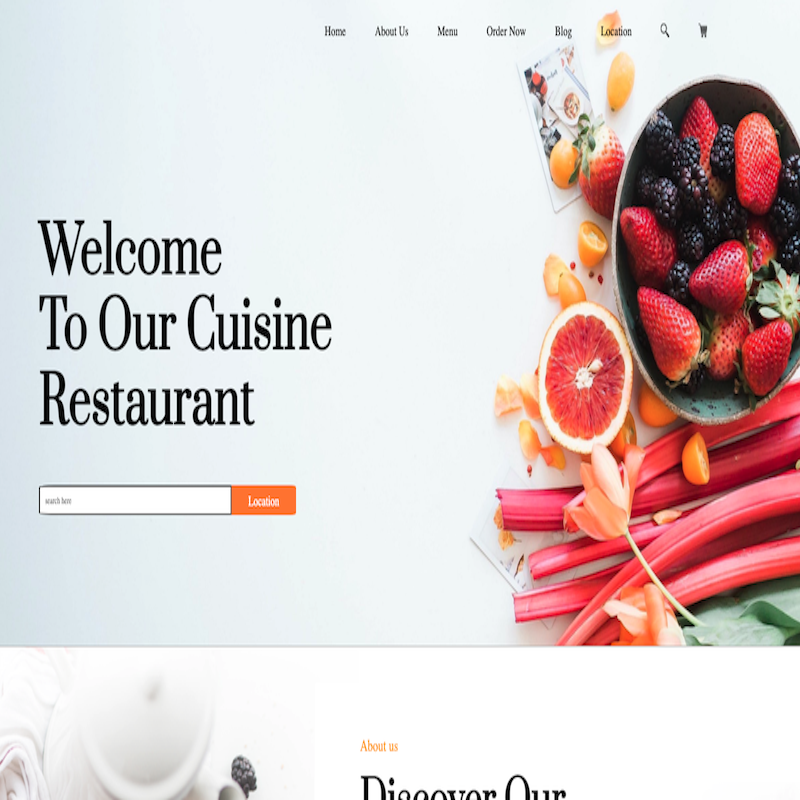 Home About Us Menu Order Now Blog Location
Welcome
To Our Cuisine
Restaurant
search here Location
About us
Discover Our